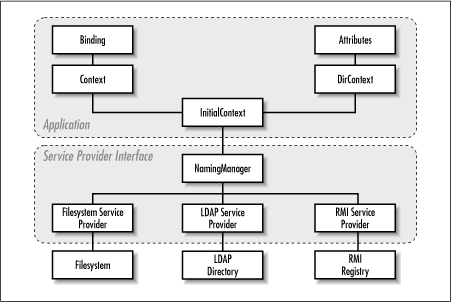 Binding
Attributes
Context
DirContext
InitialContext
Application
Service Provider Interface
NamingManager
Filesystem Service
Provider
LDAP Service
Provider
RMI Service
Provider
Filesystem
LDAP
Directory
RMI
Registry